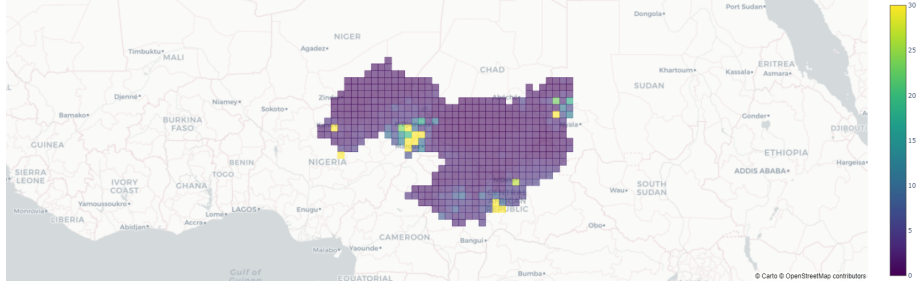 Port Sudan•
Dongola•
30
NIGER
Agadez•
Timbuktu•
MALI
CHAD
25
Khartoum•
Kassala•
ERITREA
Asmara•
SUDAN
Djenné•
Niamey•
Sokoto•
20
Bamako•
BURKINA
FASO
Gonder•
DJIBOUTI
GUINEA
15
BENIN
NIGERIA
ETHIOPIA
Hargeisa•
TOGO
SIERRA
LEONE
IVORY
COAST
GHANA
ADDIS ABABA•
SOUTH
SUDAN
Wau•
10
Yamoussoukro•
Monrovia•
LIBERIA
Lomé•
LAGOS•
Enugu•
Abidjan•
Accra•
Obo•
CAMEROON
Bangui•
5
Malabo•
Yaounde•
Gulf of
Bumba•
EQUATORIAL
© Carto © OpenStreetMap contributors
0